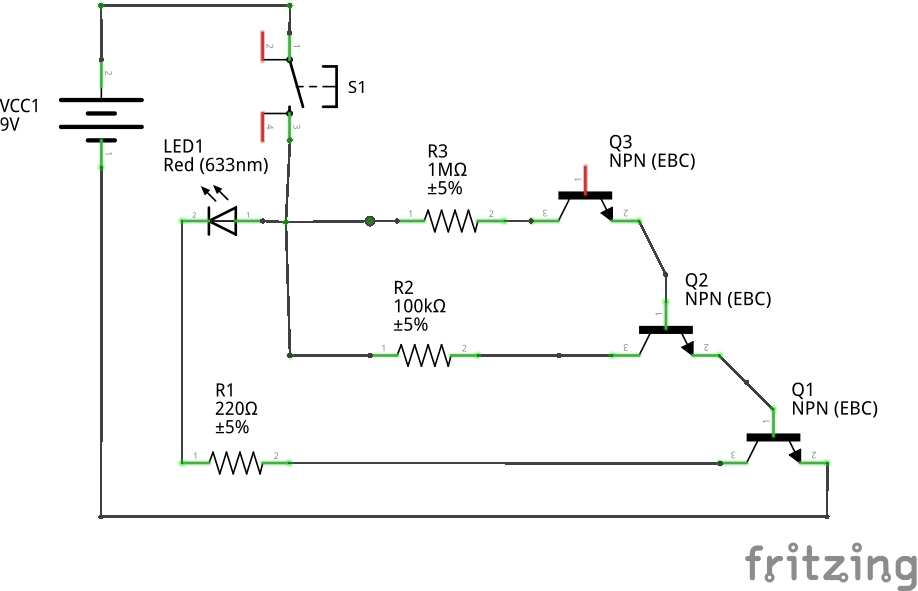 VCC1
9V
2
1
2
1
S1
4
3
LED1
Red (633nm)
2
1
R3
1MΩ
±5%
1
2
Q3
NPN (EBC)
1
3
2
R2
100kΩ
±5%
1
2
Q2
NPN (EBC)
1
3
2
R1
220Ω
±5%
1
2
Q1
NPN (EBC)
1
3
2
fritzing